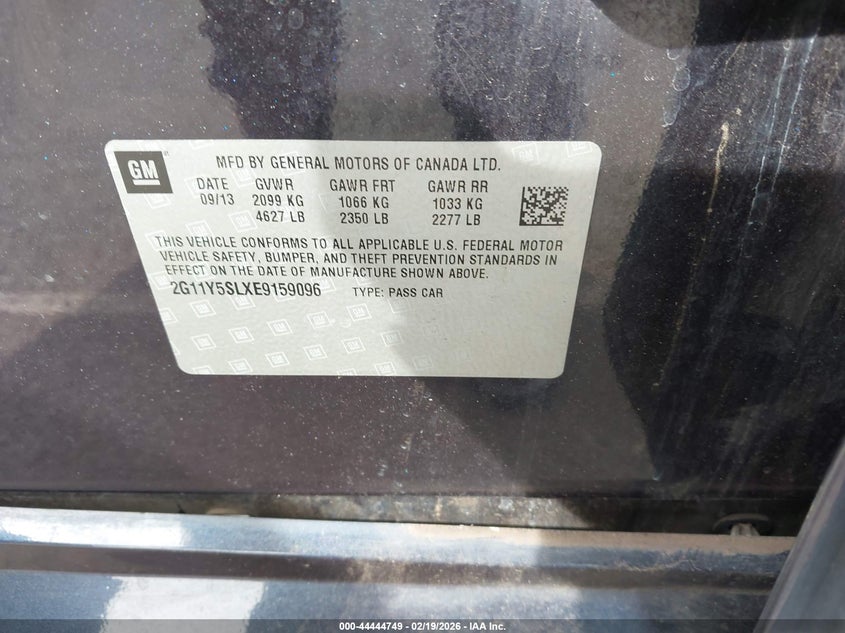 GM
MFD BY GENERAL MOTORS OF CANADA LTD.
DATE GVWR GAWR FRT GAWR RR
09/13 2099 KG 1066 KG 1033 KG
4627 LB 2350 LB 2277 LB
THIS VEHICLE CONFORMS TO ALL APPLICABLE U.S. FEDERAL MOTOR
VEHICLE SAFETY, BUMPER, AND THEFT PREVENTION STANDARDS IN
EFFECT ON THE DATE OF MANUFACTURE SHOWN ABOVE.
2G11Y5SLXE9159096 TYPE: PASS CAR
000-44444749 - 02/19/2026 - IAA Inc.